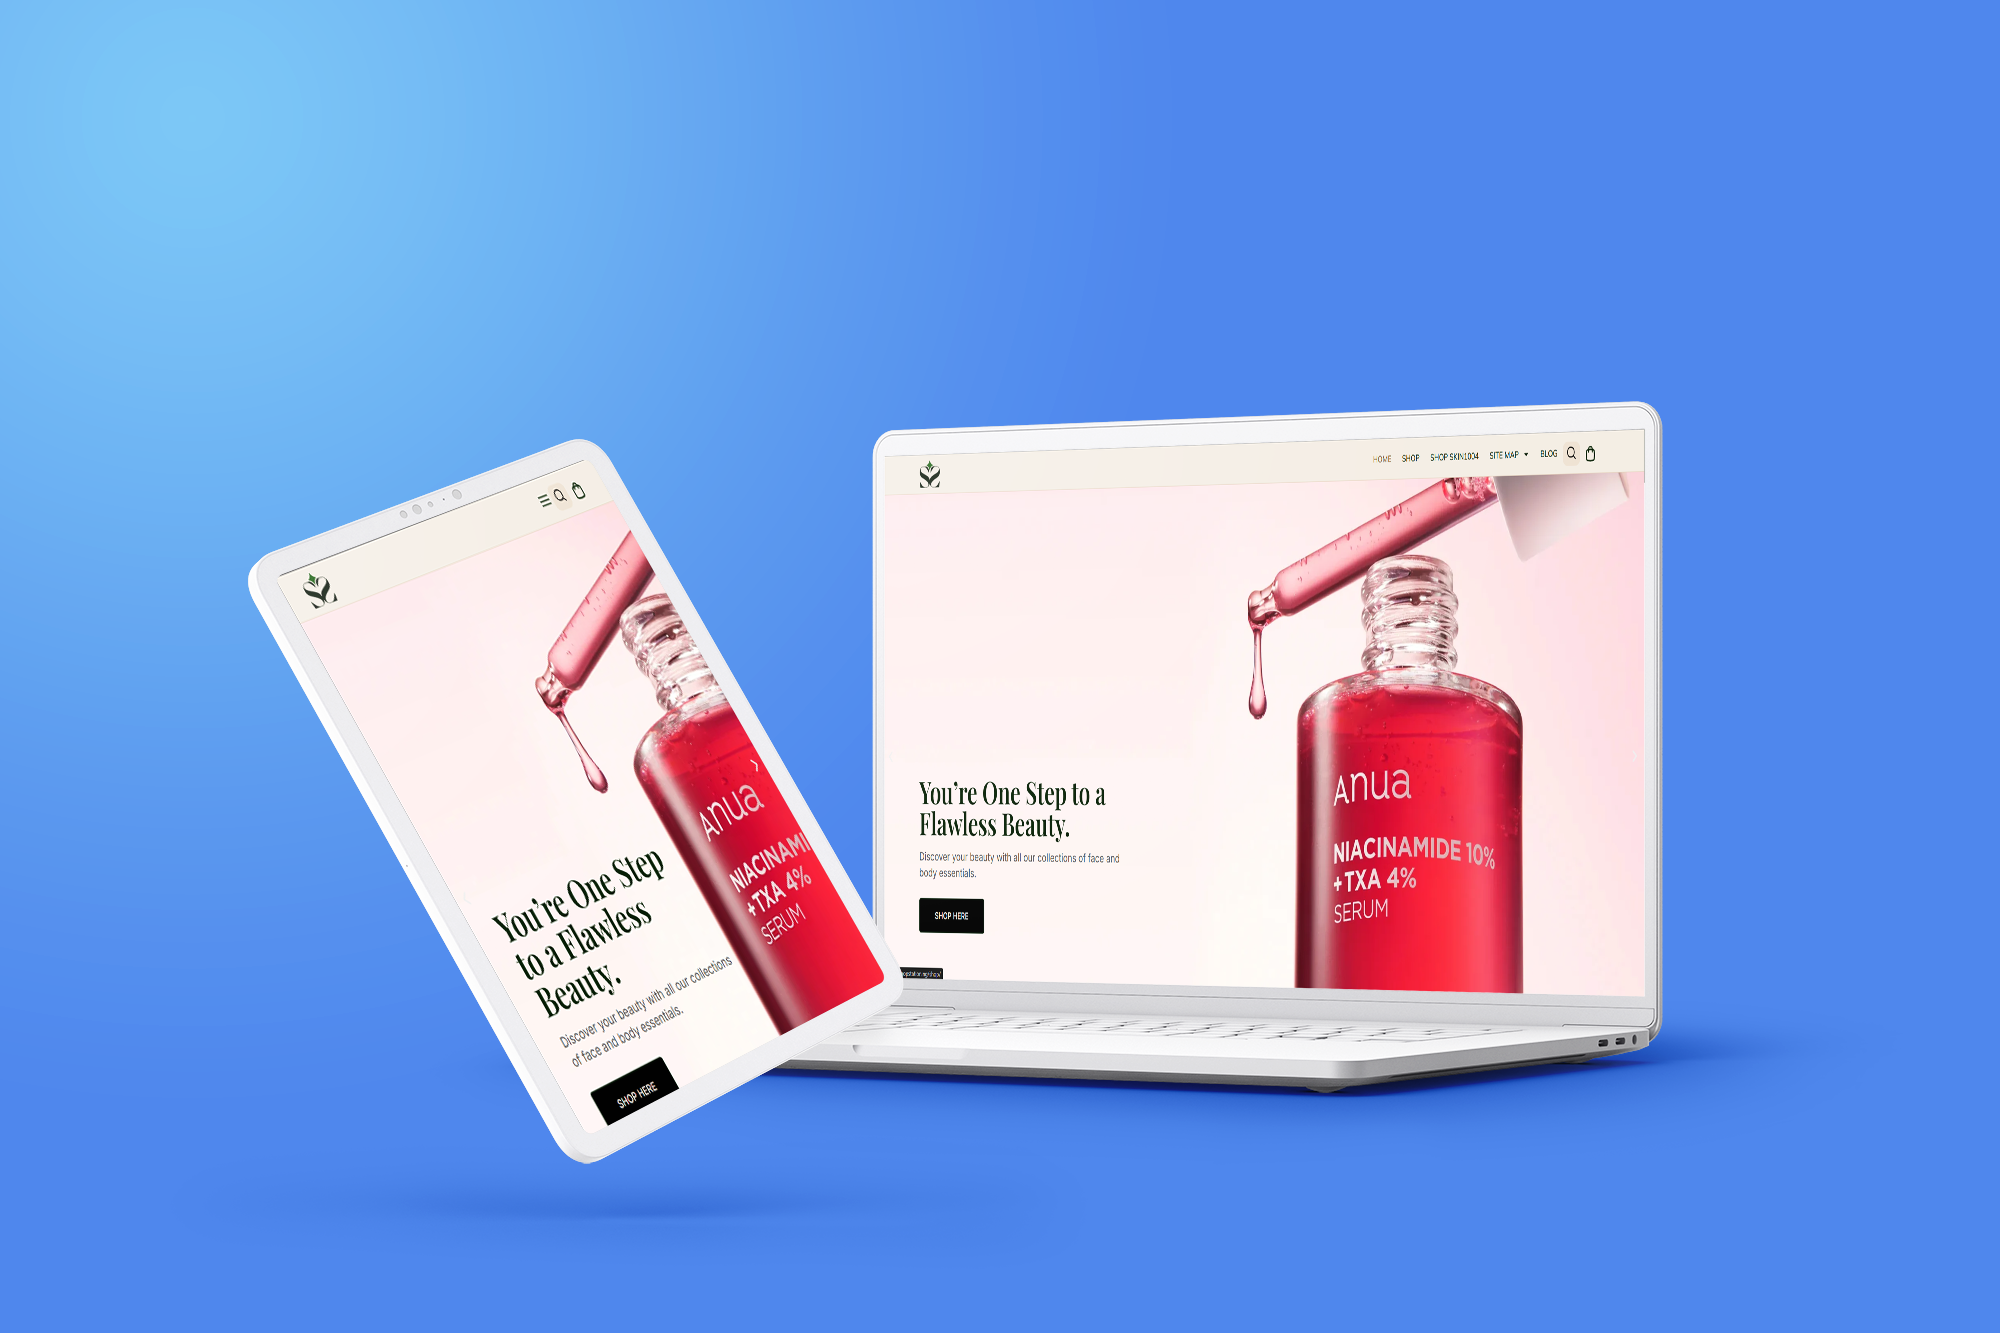 You're One Step
to a Flawless
Beauty.
Discover your beauty with all our collections
of face and body essentials.
SHOP HERE
Anua
NIACINAMI
+TXA 4%
SERUM
HOME SHOP SHOP SKIN1004 SITE MAP BLOG
You're One Step to a
Flawless Beauty.
Discover your beauty with all our collections of face and
body essentials.
SHOP HERE
Anua
NIACINAMIDE 10%
+TXA 4%
SERUM